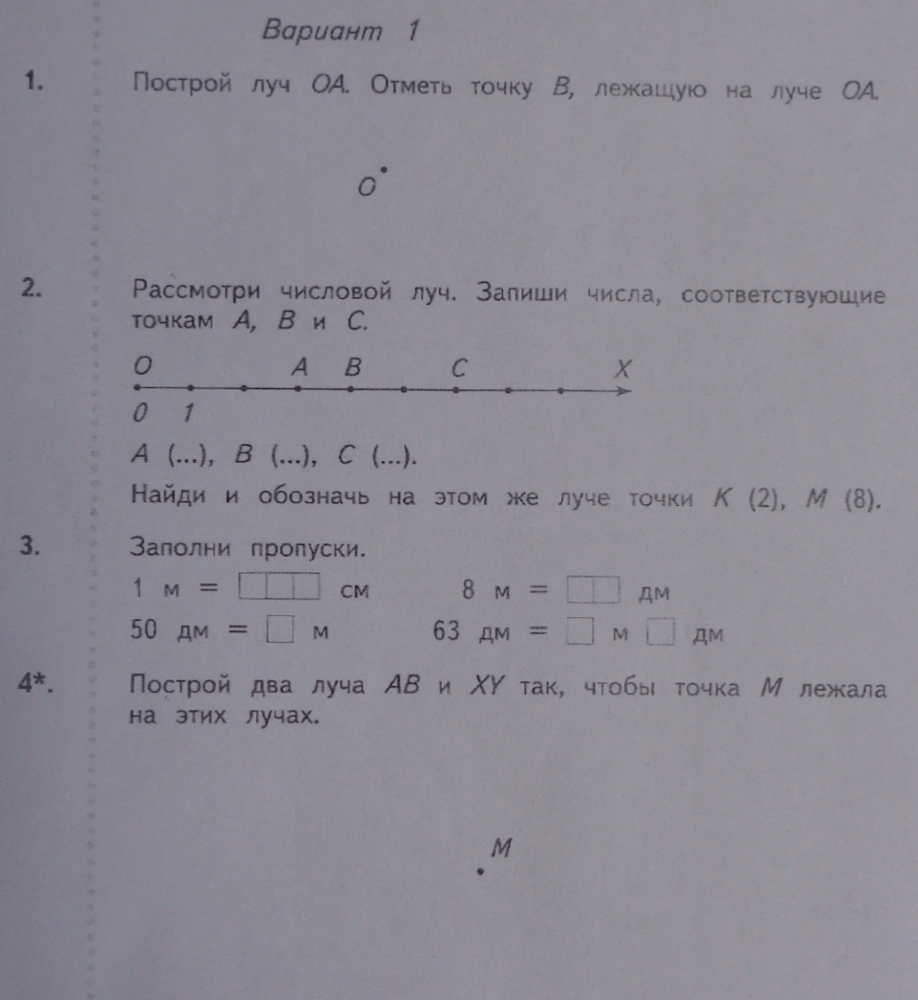 Вариант 1
1. Построй луч OA. Отметь точку B, лежащую на луче OA.
O
2. Рассмотри числовой луч. Запиши числа, соответствующие
точкам A, B и C.
O A B C X
0 1
A (...), B (...), C (...).
Найди и обозначь на этом же луче точки K (2), M (8).
3. Заполни пропуски.
1 м = см 8 м = дм
50 дм = м 63 дм = м дм
4*. Построй два луча AB и XY так, чтобы точка M лежала
на этих лучах.
M